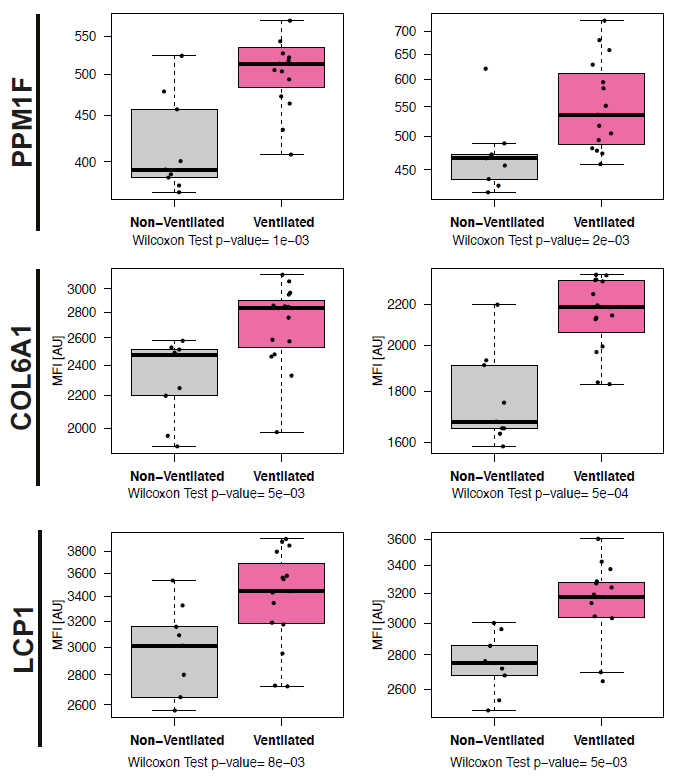 PPM1F
550
500
450
400
Non-Ventilated Ventilated
Wilcoxon Test p-value= 1e-03
700
650
600
550
500
450
Non-Ventilated Ventilated
Wilcoxon Test p-value= 2e-03
COL6A1
MFI [AU]
3000
2800
2600
2400
2200
2000
Non-Ventilated Ventilated
Wilcoxon Test p-value= 5e-03
MFI [AU]
2200
2000
1800
1600
Non-Ventilated Ventilated
Wilcoxon Test p-value= 5e-04
LCP1
MFI [AU]
3800
3600
3400
3200
3000
2800
2600
Non-Ventilated Ventilated
Wilcoxon Test p-value= 8e-03
MFI [AU]
3600
3400
3200
3000
2800
2600
Non-Ventilated Ventilated
Wilcoxon Test p-value= 5e-03